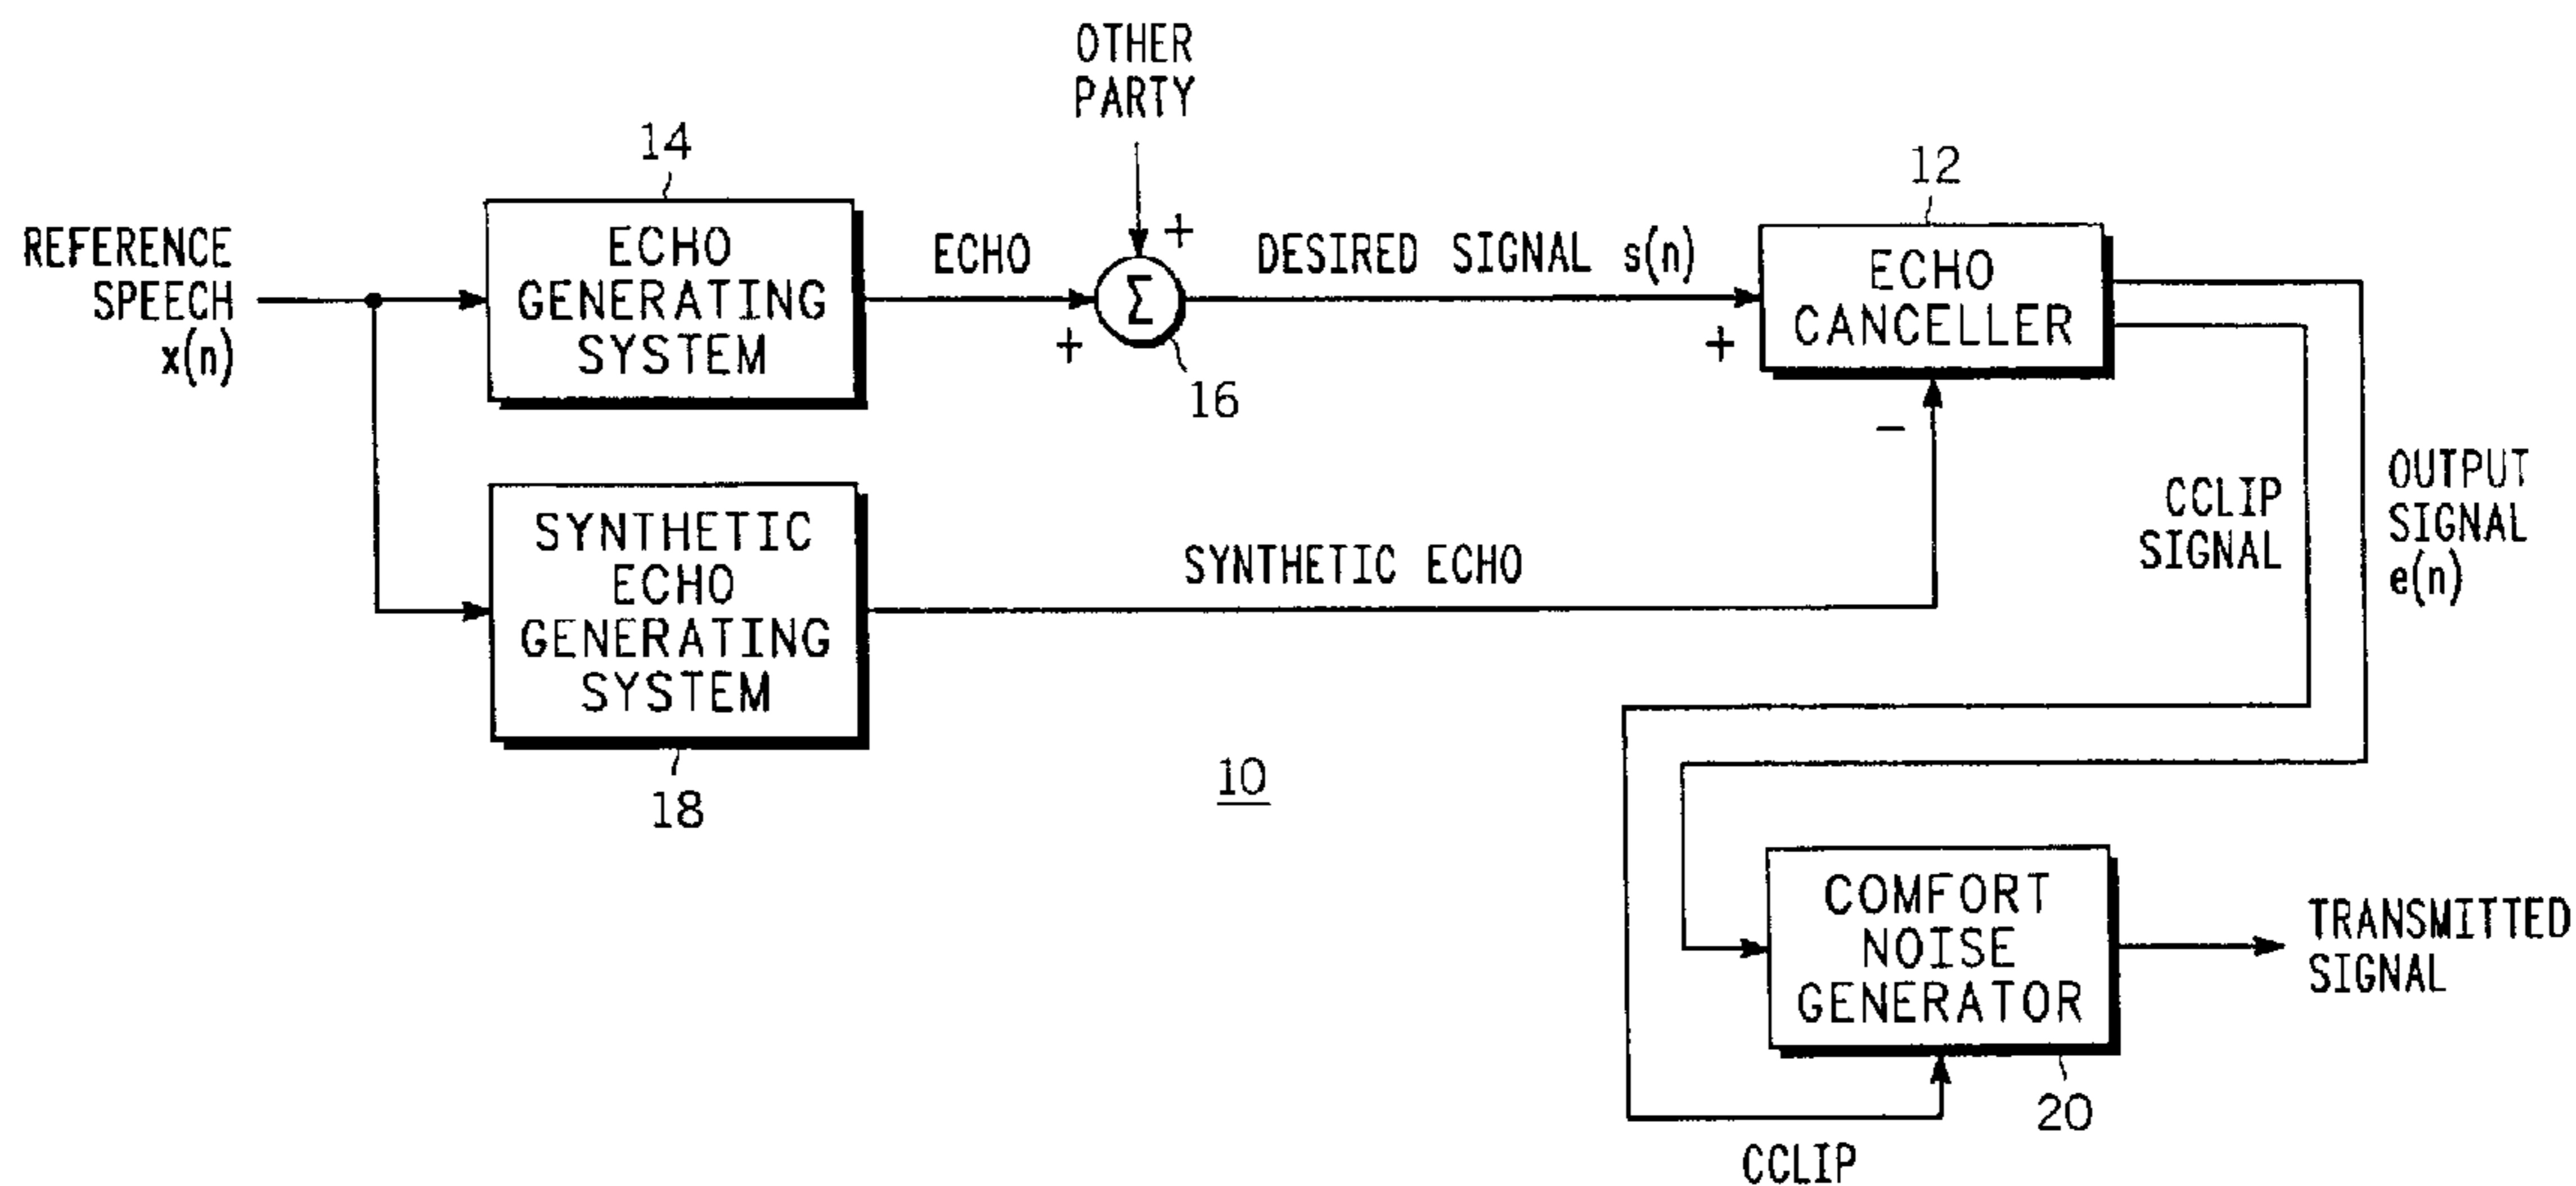 OTHER
PARTY
14
12
REFERENCE
SPEECH
x(n)
ECHO
GENERATING
SYSTEM
ECHO
+
+
Σ
16
DESIRED SIGNAL s(n)
+
ECHO
CANCELLER
−
SYNTHETIC
ECHO
GENERATING
SYSTEM
18
SYNTHETIC ECHO
CCLIP
SIGNAL
OUTPUT
SIGNAL
e(n)
10
COMFORT
NOISE
GENERATOR
20
TRANSMITTED
SIGNAL
CCLIP